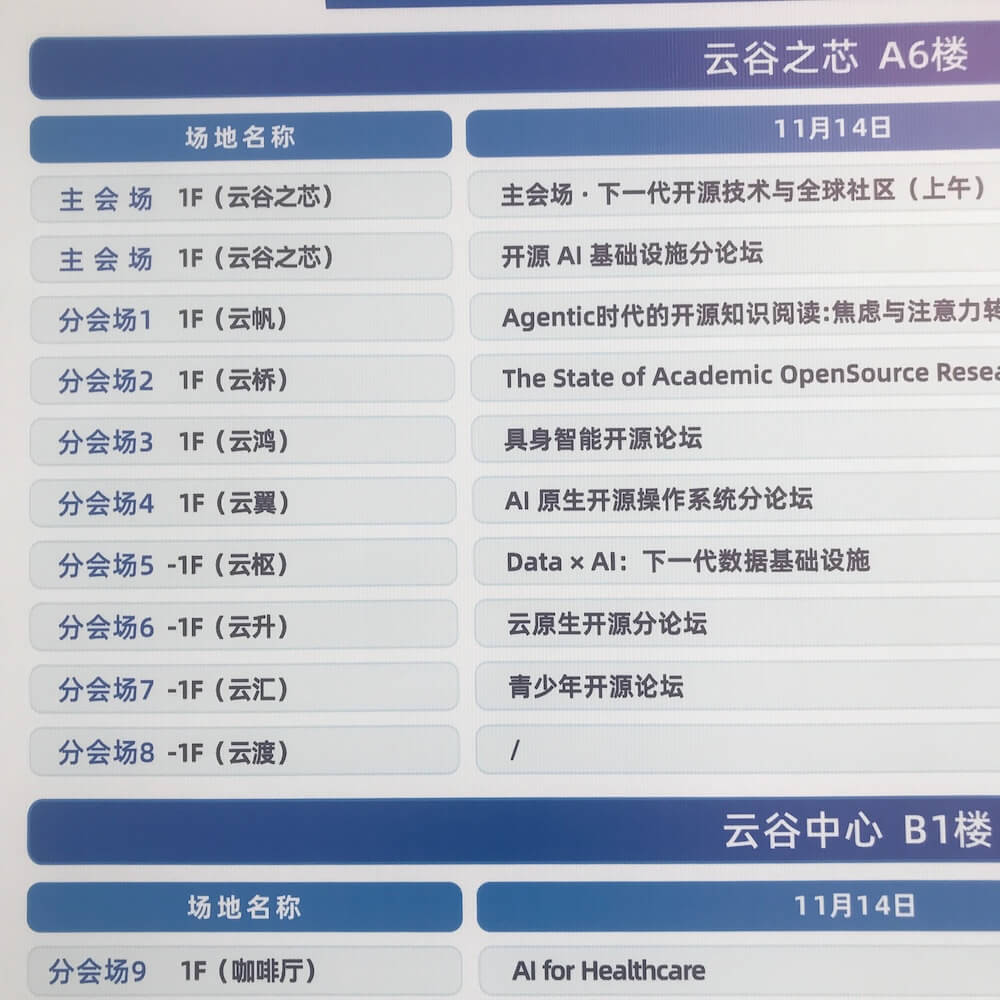 云谷之芯 A6楼
场地名称 11月14日
主会场 1F（云谷之芯） 主会场·下一代开源技术与全球社区（上午）
主会场 1F（云谷之芯） 开源 AI 基础设施分论坛
分会场1 1F（云帆） Agentic时代的开源知识阅读:焦虑与注意力转
分会场2 1F（云桥） The State of Academic OpenSource
分会场3 1F（云鸿） 具身智能开源论坛
分会场4 1F（云翼） AI 原生开源操作系统分论坛
分会场5 -1F（云枢） Data × AI：下一代数据基础设施
分会场6 -1F（云升） 云原生开源分论坛
分会场7 -1F（云汇） 青少年开源论坛
分会场8 -1F（云渡） /
云谷中心 B1楼
场地名称 11月14日
分会场9 1F（咖啡厅） AI for Healthcare